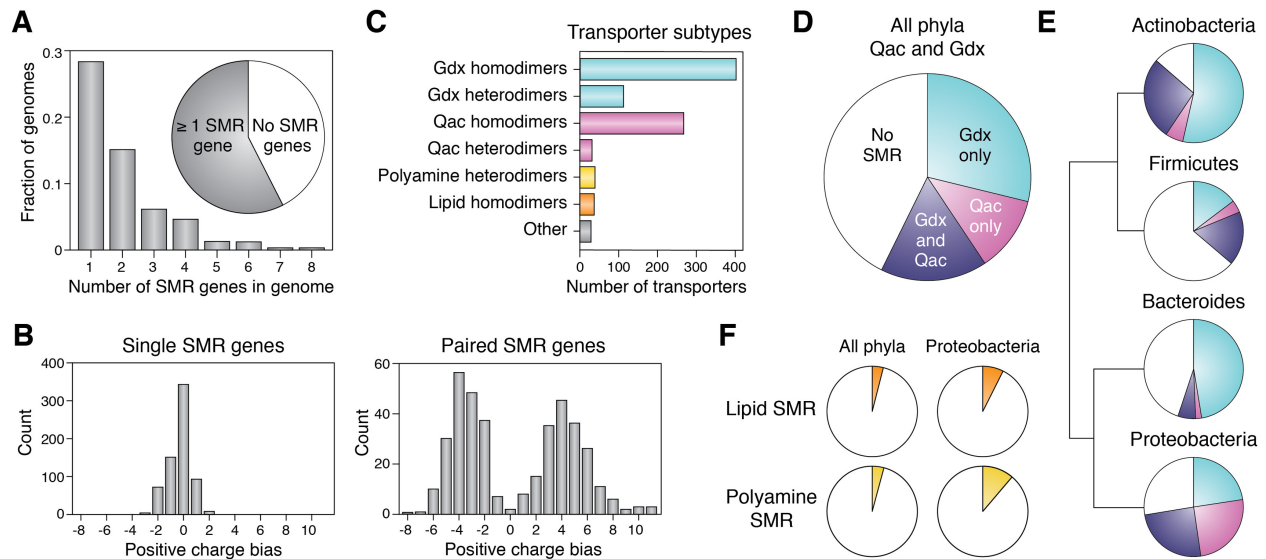 A
Fraction of genomes
0.3
0.2
0.1
0
≥ 1 SMR
gene
No SMR
genes
1 2 3 4 5 6 7 8
Number of SMR genes in genome
B
Single SMR genes
Count
400
300
200
100
0
-8 -6 -4 -2 0 2 4 6 8 10
Positive charge bias
Paired SMR genes
Count
60
40
20
0
-8 -6 -4 -2 0 2 4 6 8 10
Positive charge bias
C
Transporter subtypes
Gdx homodimers
Gdx heterodimers
Qac homodimers
Qac heterodimers
Polyamine heterodimers
Lipid homodimers
Other
0 100 200 300 400
Number of transporters
D
All phyla
Qac and Gdx
No
SMR
Gdx
only
Qac
only
Gdx
and
Qac
E
Actinobacteria
Firmicutes
Bacteroides
Proteobacteria
F
All phyla
Proteobacteria
Lipid SMR
Polyamine
SMR